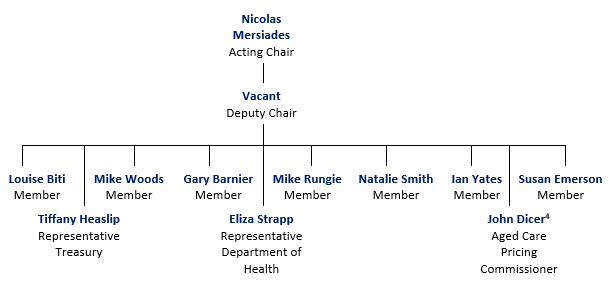 Nicolas
Mersiades
Acting Chair
Vacant
Deputy Chair
Louise Biti
Member
Mike Woods
Member
Gary Barnier
Member
Mike Rungie
Member
Natalie Smith
Member
Ian Yates
Member
Susan Emerson
Member
Tiffany Heaslip
Representative
Treasury
Eliza Strapp
Representative
Department of
Health
John Dicer⁴
Aged Care
Pricing
Commissioner